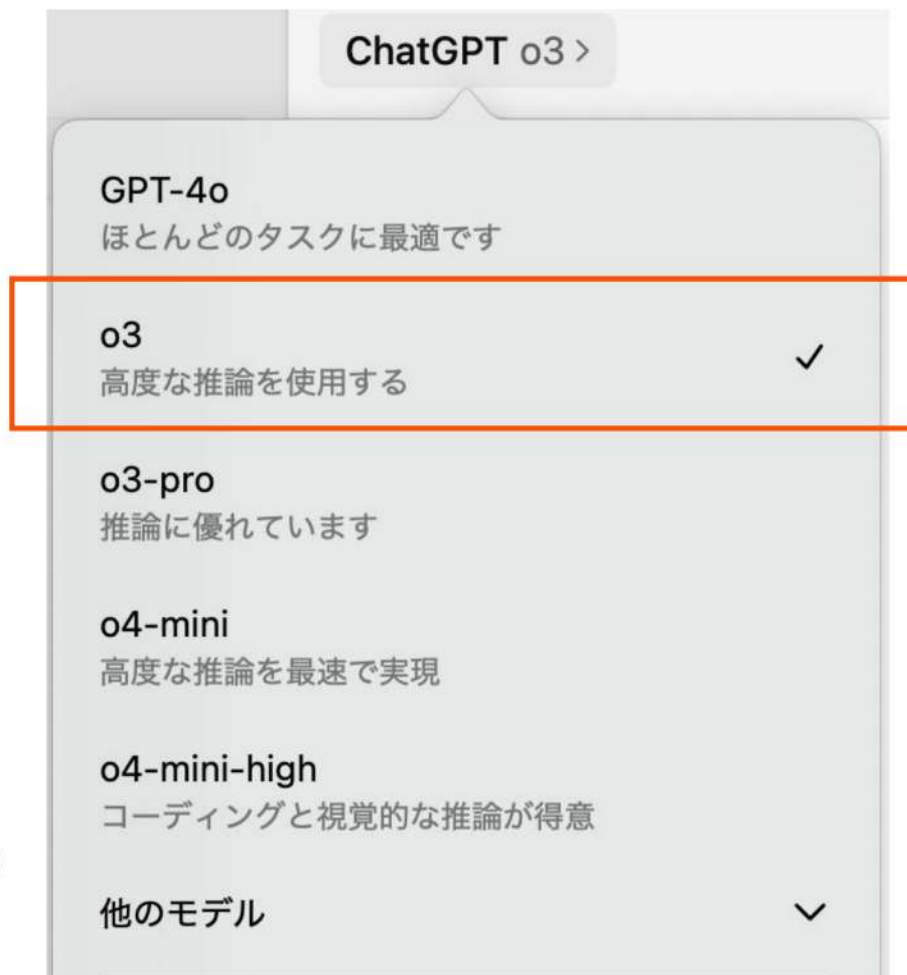 ChatGPT o3 >
GPT-4o
ほとんどのタスクに最適です
o3
高度な推論を使用する
o3-pro
推論に優れています
o4-mini
高度な推論を最速で実現
o4-mini-high
コーディングと視覚的な推論が得意
他のモデル